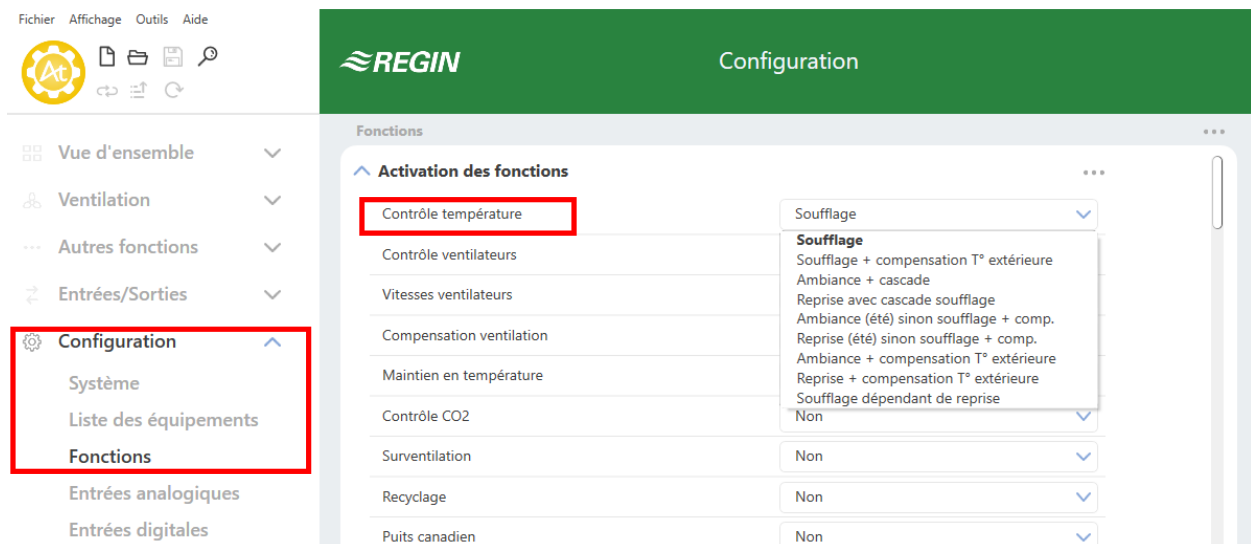 Fichier Affichage Outils Aide
At
REGIN
Configuration
Vue d'ensemble
Ventilation
Autres fonctions
Entrées/Sorties
Configuration
Système
Liste des équipements
Fonctions
Entrées analogiques
Entrées digitales
Fonctions
Activation des fonctions
Contrôle température Soufflage
Soufflage
Soufflage + compensation T° extérieure
Ambiance + cascade
Reprise avec cascade soufflage
Ambiance (été) sinon soufflage + comp.
Reprise (été) sinon soufflage + comp.
Ambiance + compensation T° extérieure
Reprise + compensation T° extérieure
Soufflage dépendant de reprise
Contrôle ventilateurs
Vitesses ventilateurs
Compensation ventilation
Maintien en température
Contrôle CO2 Non
Surventilation Non
Recyclage Non
Puits canadien Non